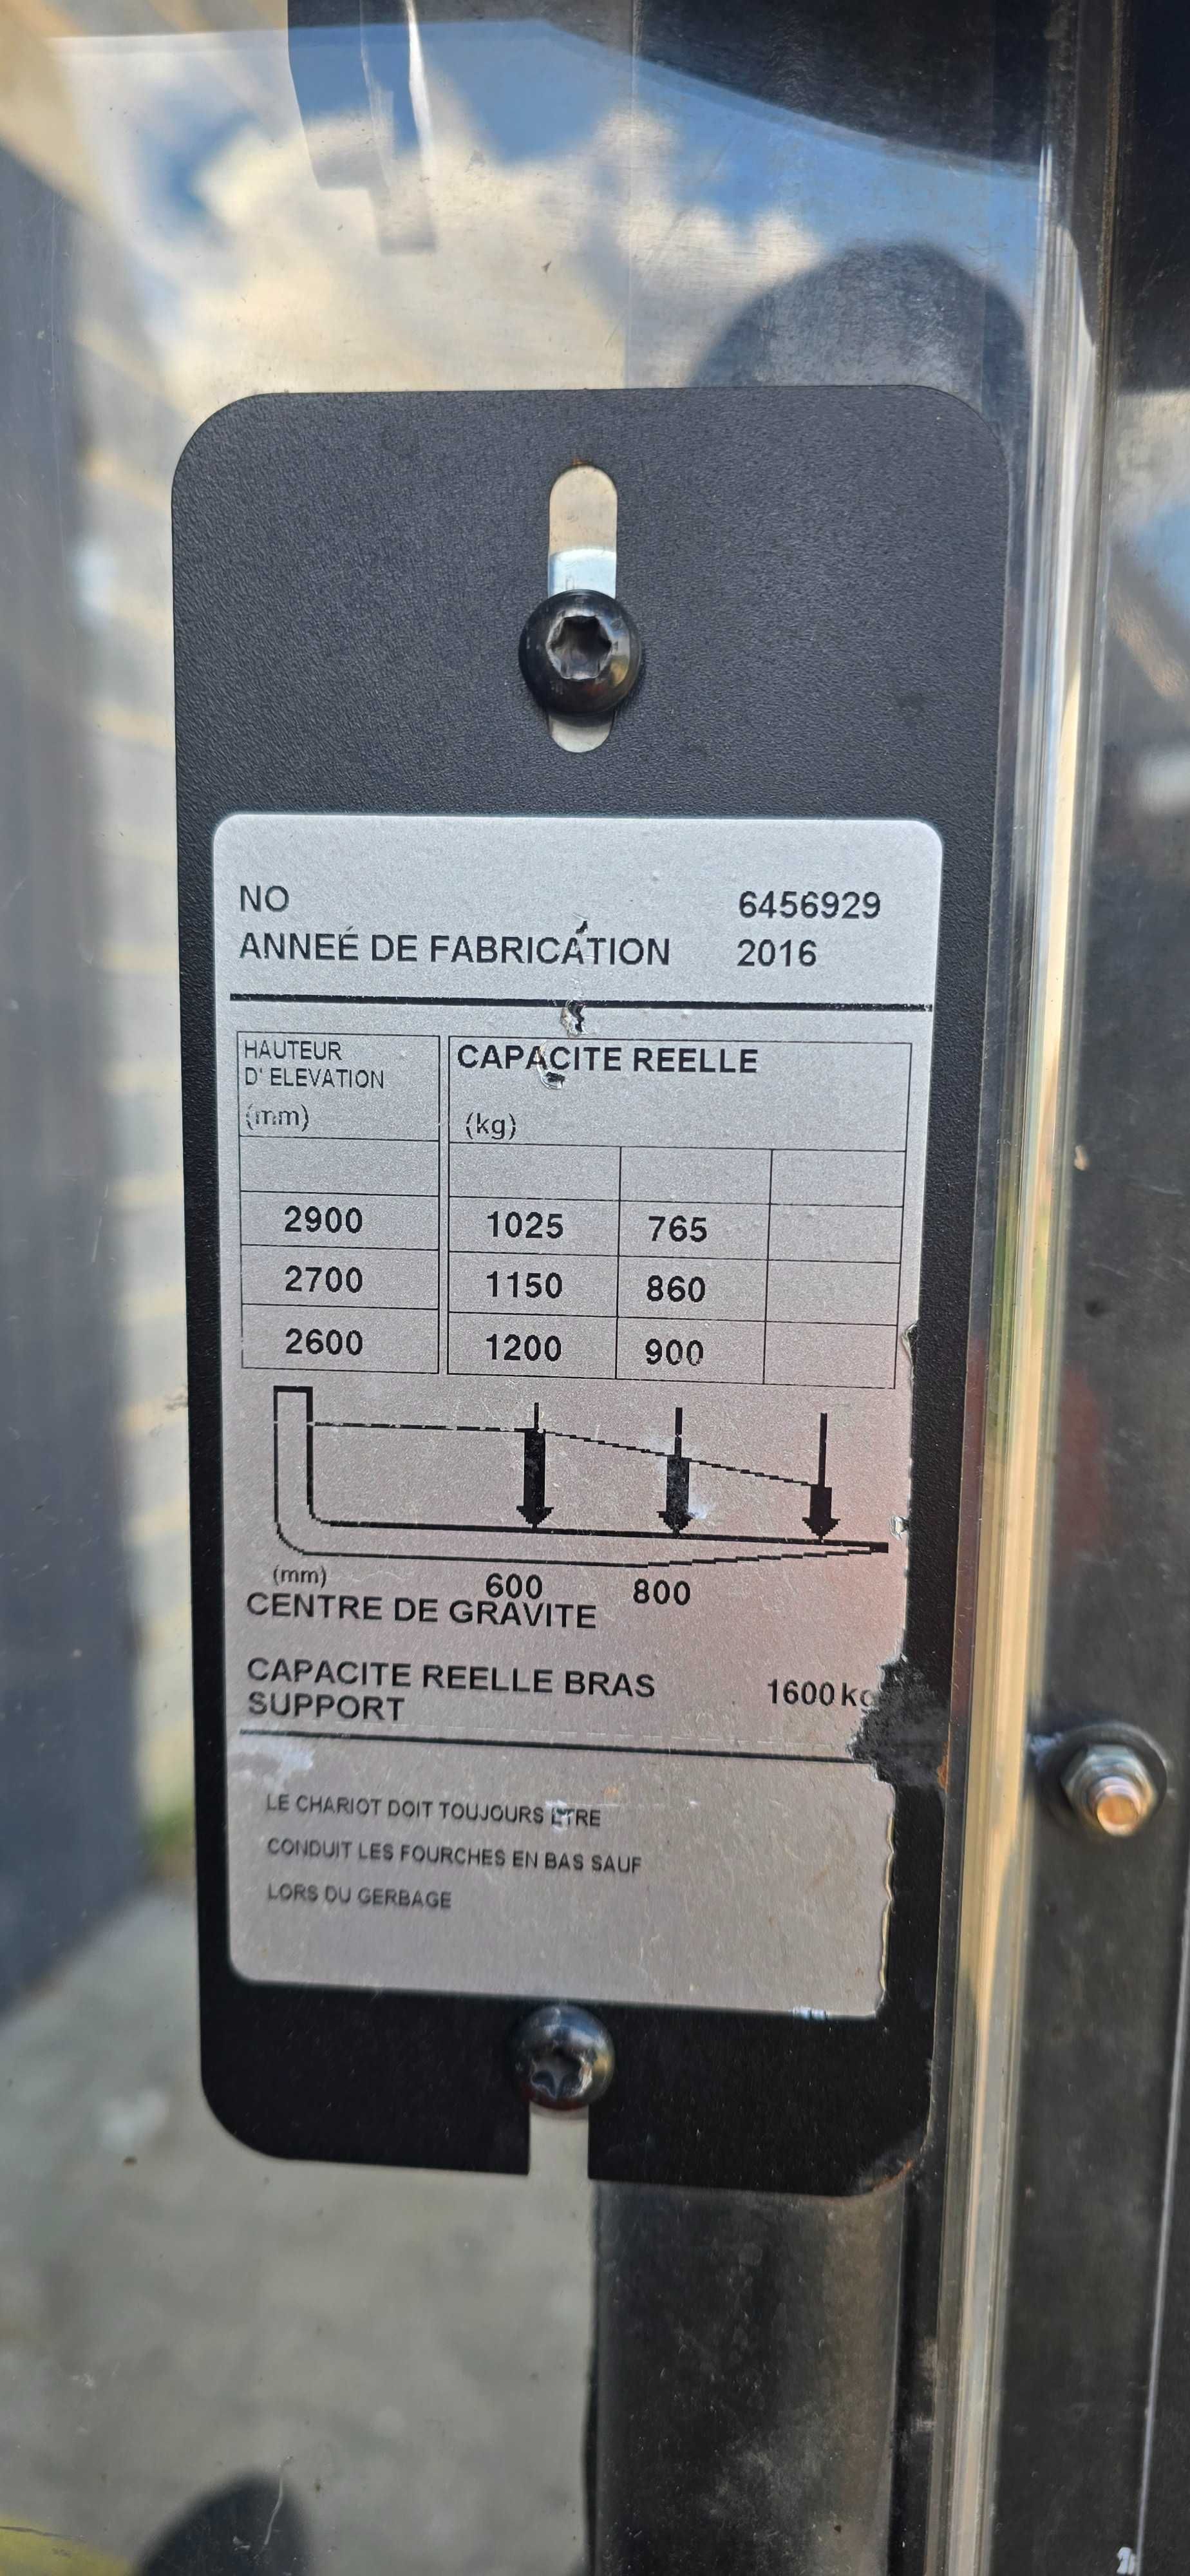 NO 6456929
ANNEÉ DE FABRICATION 2016
HAUTEUR
D' ELEVATION
(mm)
CAPACITE REELLE
(kg)
2900 1025 765
2700 1150 860
2600 1200 900
(mm) 600 800
CENTRE DE GRAVITE
CAPACITE REELLE BRAS
SUPPORT 1600 kg
LE CHARIOT DOIT TOUJOURS ETRE
CONDUIT LES FOURCHES EN BAS SAUF
LORS DU GERBAGE